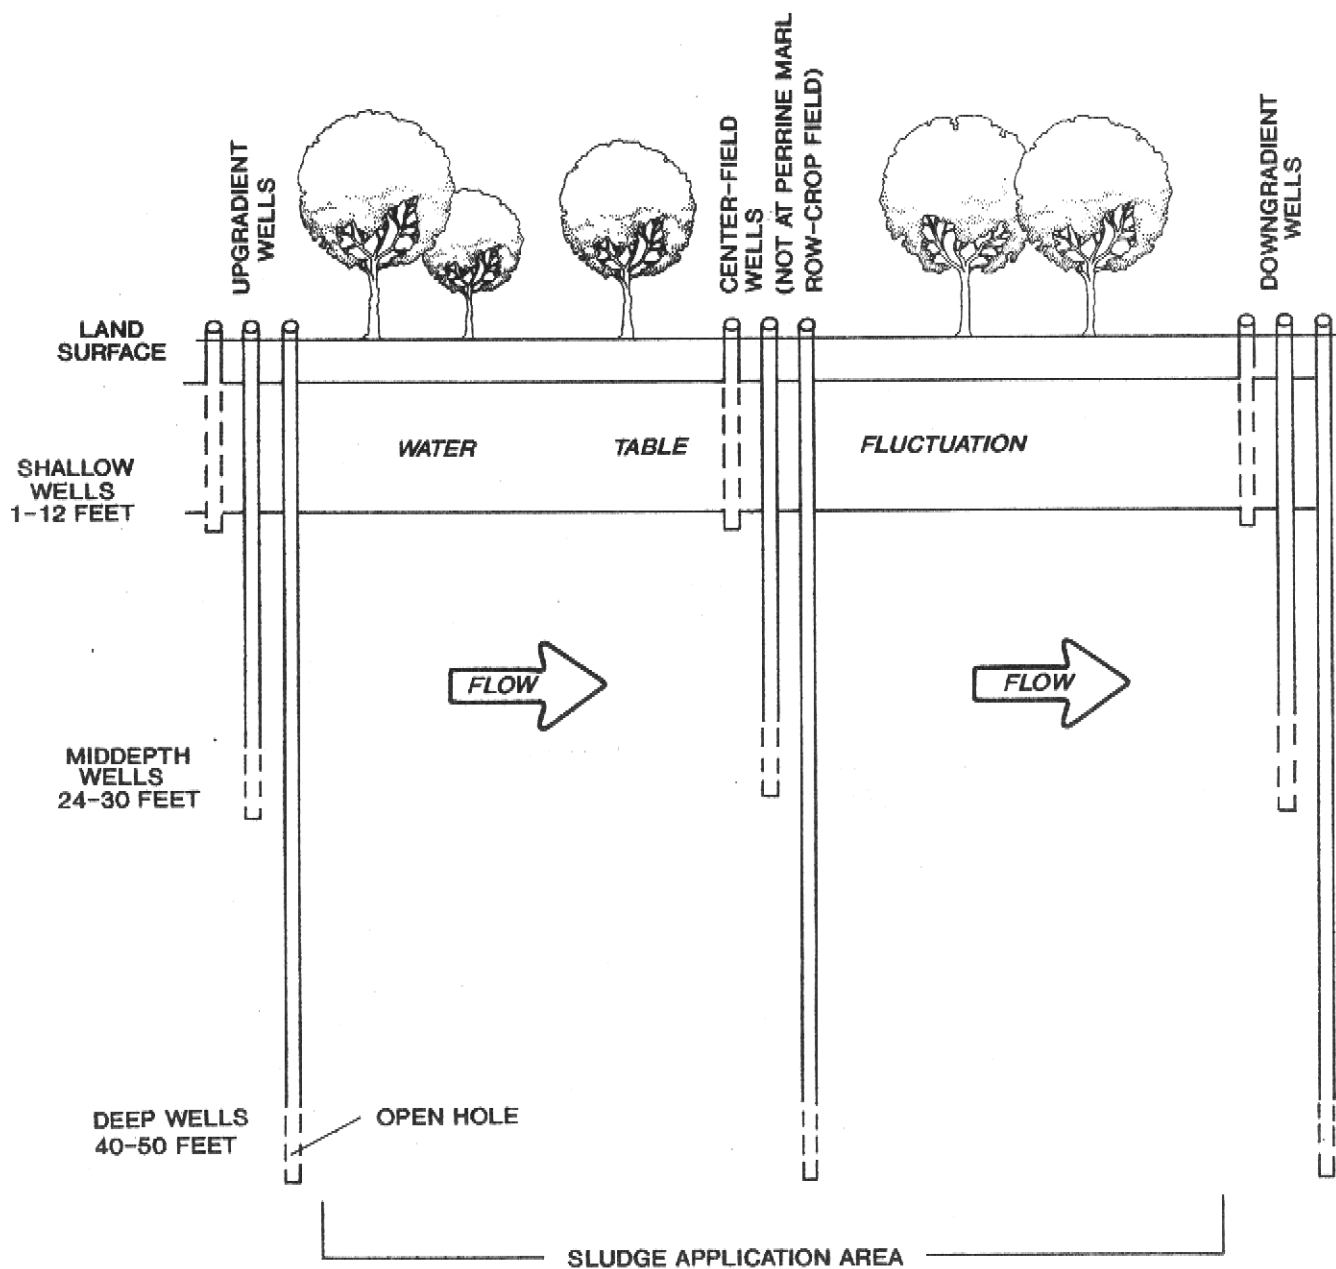 UPGRADIENT
WELLS
CENTER-FIELD
WELLS
(NOT AT PERRINE MARL
ROW-CROP FIELD)
DOWNGRADIENT
WELLS
LAND
SURFACE
WATER TABLE FLUCTUATION
SHALLOW
WELLS
1-12 FEET
FLOW
FLOW
MIDDEPTH
WELLS
24-30 FEET
DEEP WELLS
40-50 FEET
OPEN HOLE
SLUDGE APPLICATION AREA